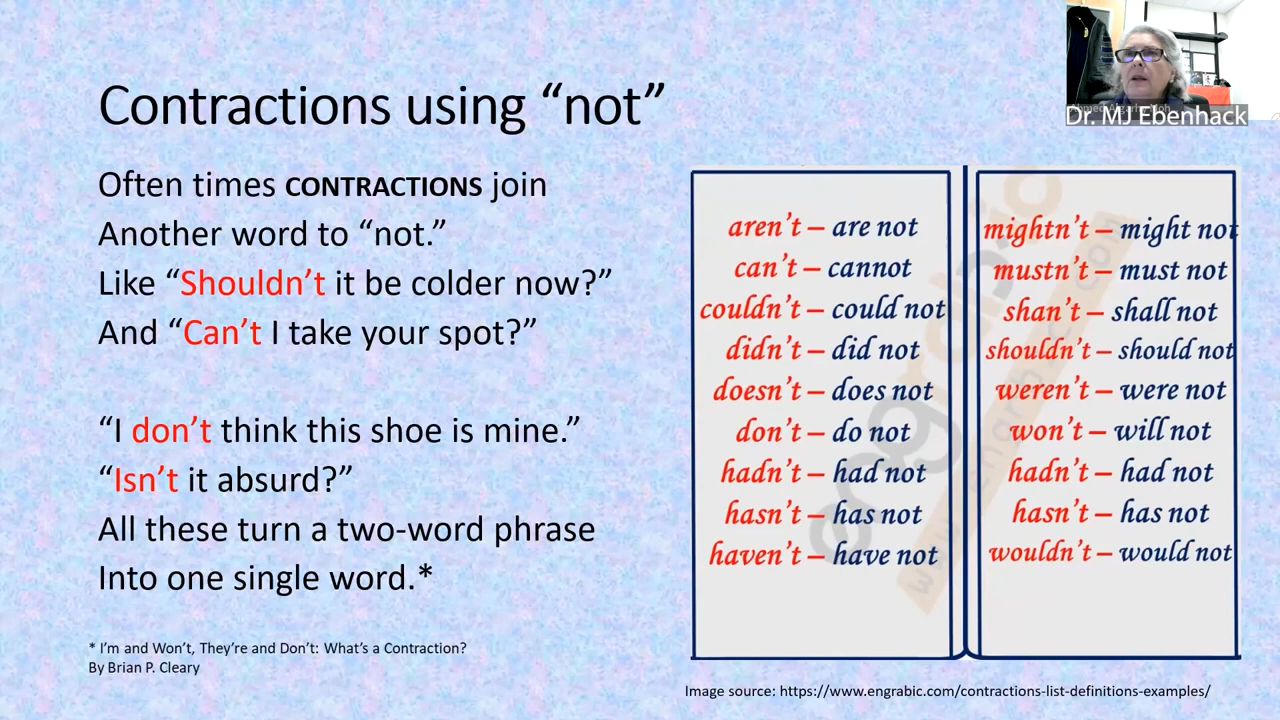 Contractions using “not”
Often times CONTRACTIONS join
Another word to “not.”
Like “Shouldn’t it be colder now?”
And “Can’t I take your spot?”
“I don’t think this shoe is mine.”
“Isn’t it absurd?”
All these turn a two-word phrase
Into one single word.*
* I’m and Won’t, They’re and Don’t: What’s a Contraction?
By Brian P. Cleary
aren’t – are not
can’t – cannot
couldn’t – could not
didn’t – did not
doesn’t – does not
don’t – do not
hadn’t – had not
hasn’t – has not
haven’t – have not
mightn’t – might not
mustn’t – must not
shan’t – shall not
shouldn’t – should not
weren’t – were not
won’t – will not
hadn’t – had not
hasn’t – has not
wouldn’t – would not
engrabic
Image source: https://www.engrabic.com/contractions-list-definitions-examples/
Dr. MJ Ebenhack